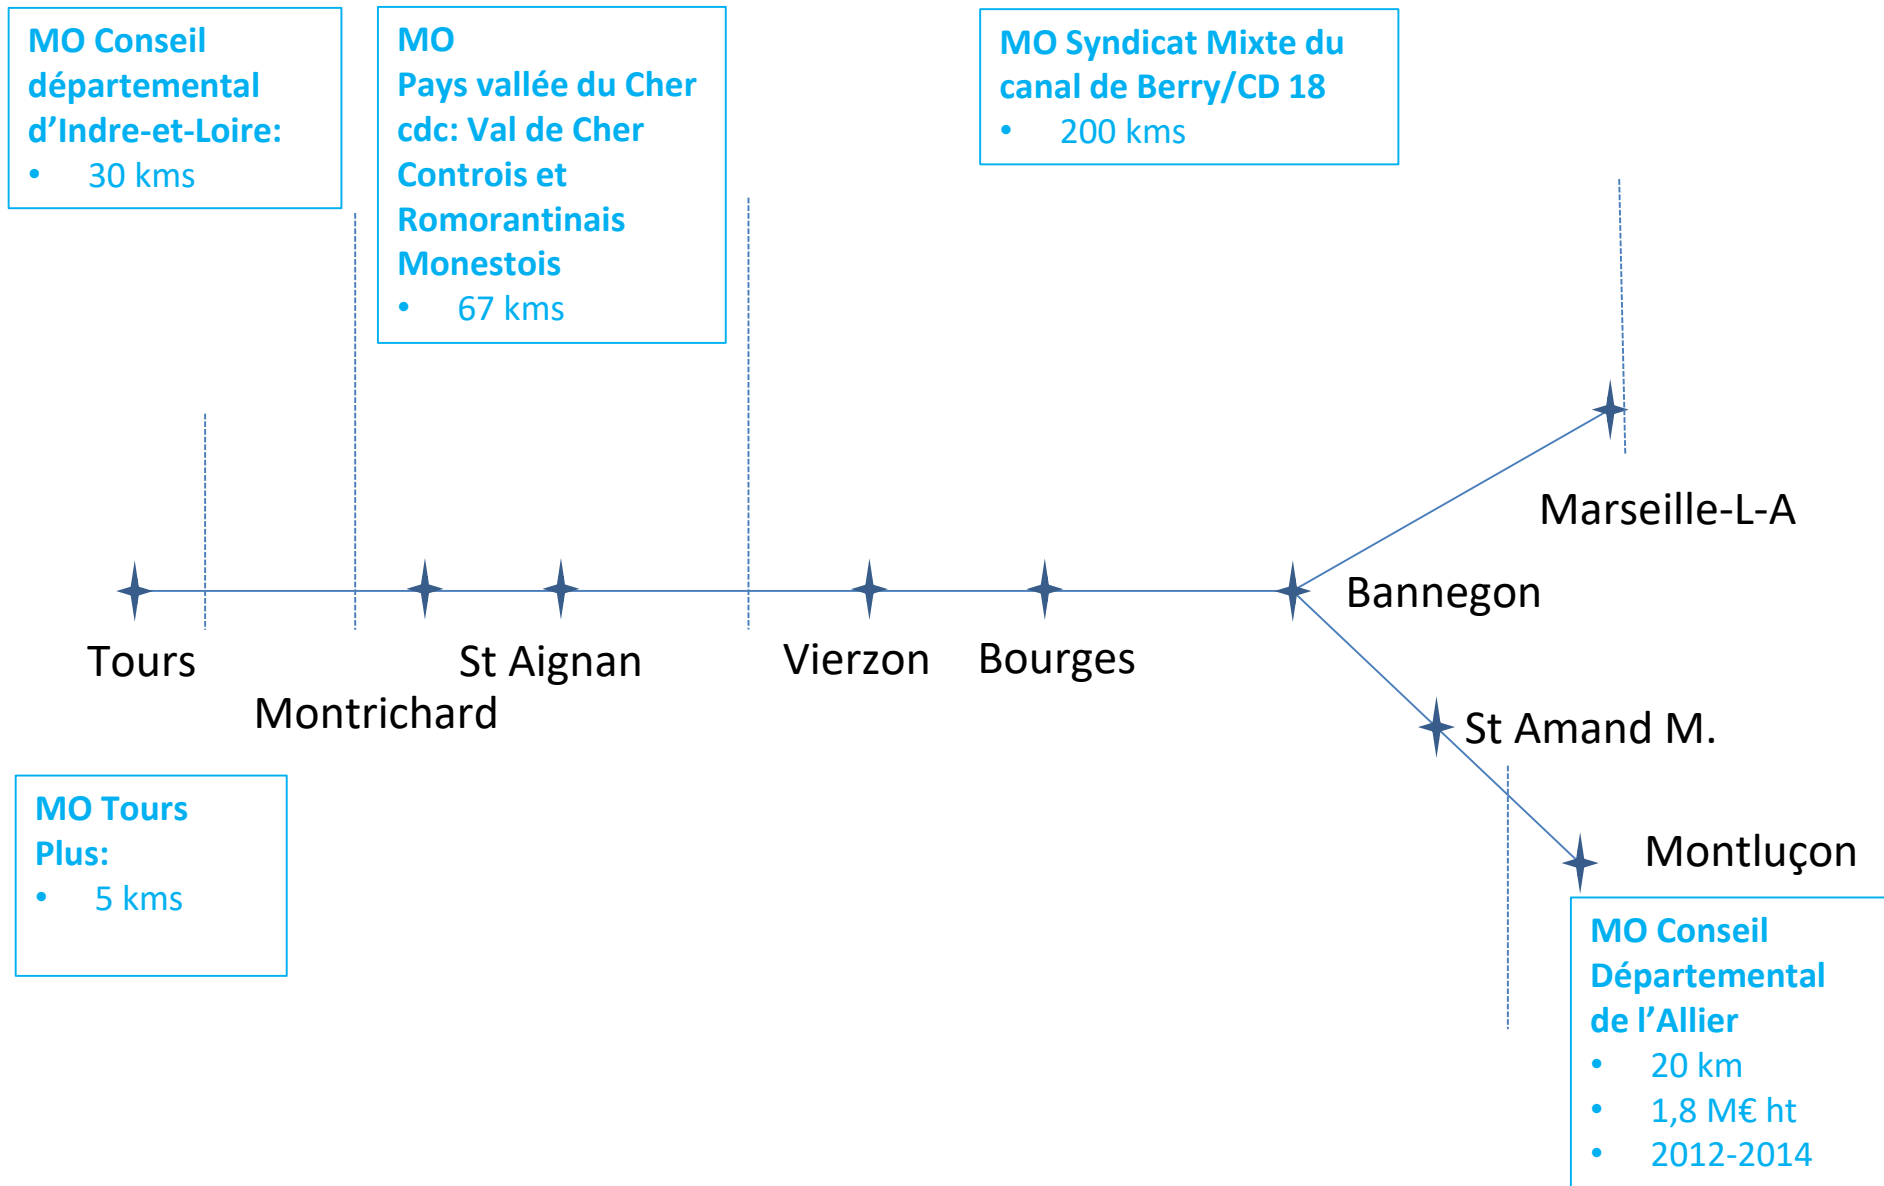 MO Conseil
départemental
d’Indre-et-Loire:
• 30 kms
MO
Pays vallée du Cher
cdc: Val de Cher
Controis et
Romorantinais
Monestois
• 67 kms
MO Syndicat Mixte du
canal de Berry/CD 18
• 200 kms
Marseille-L-A
Bannegon
Tours
St Aignan
Vierzon
Bourges
Montrichard
St Amand M.
MO Tours
Plus:
• 5 kms
Montluçon
MO Conseil
Départemental
de l’Allier
• 20 km
• 1,8 M€ ht
• 2012-2014